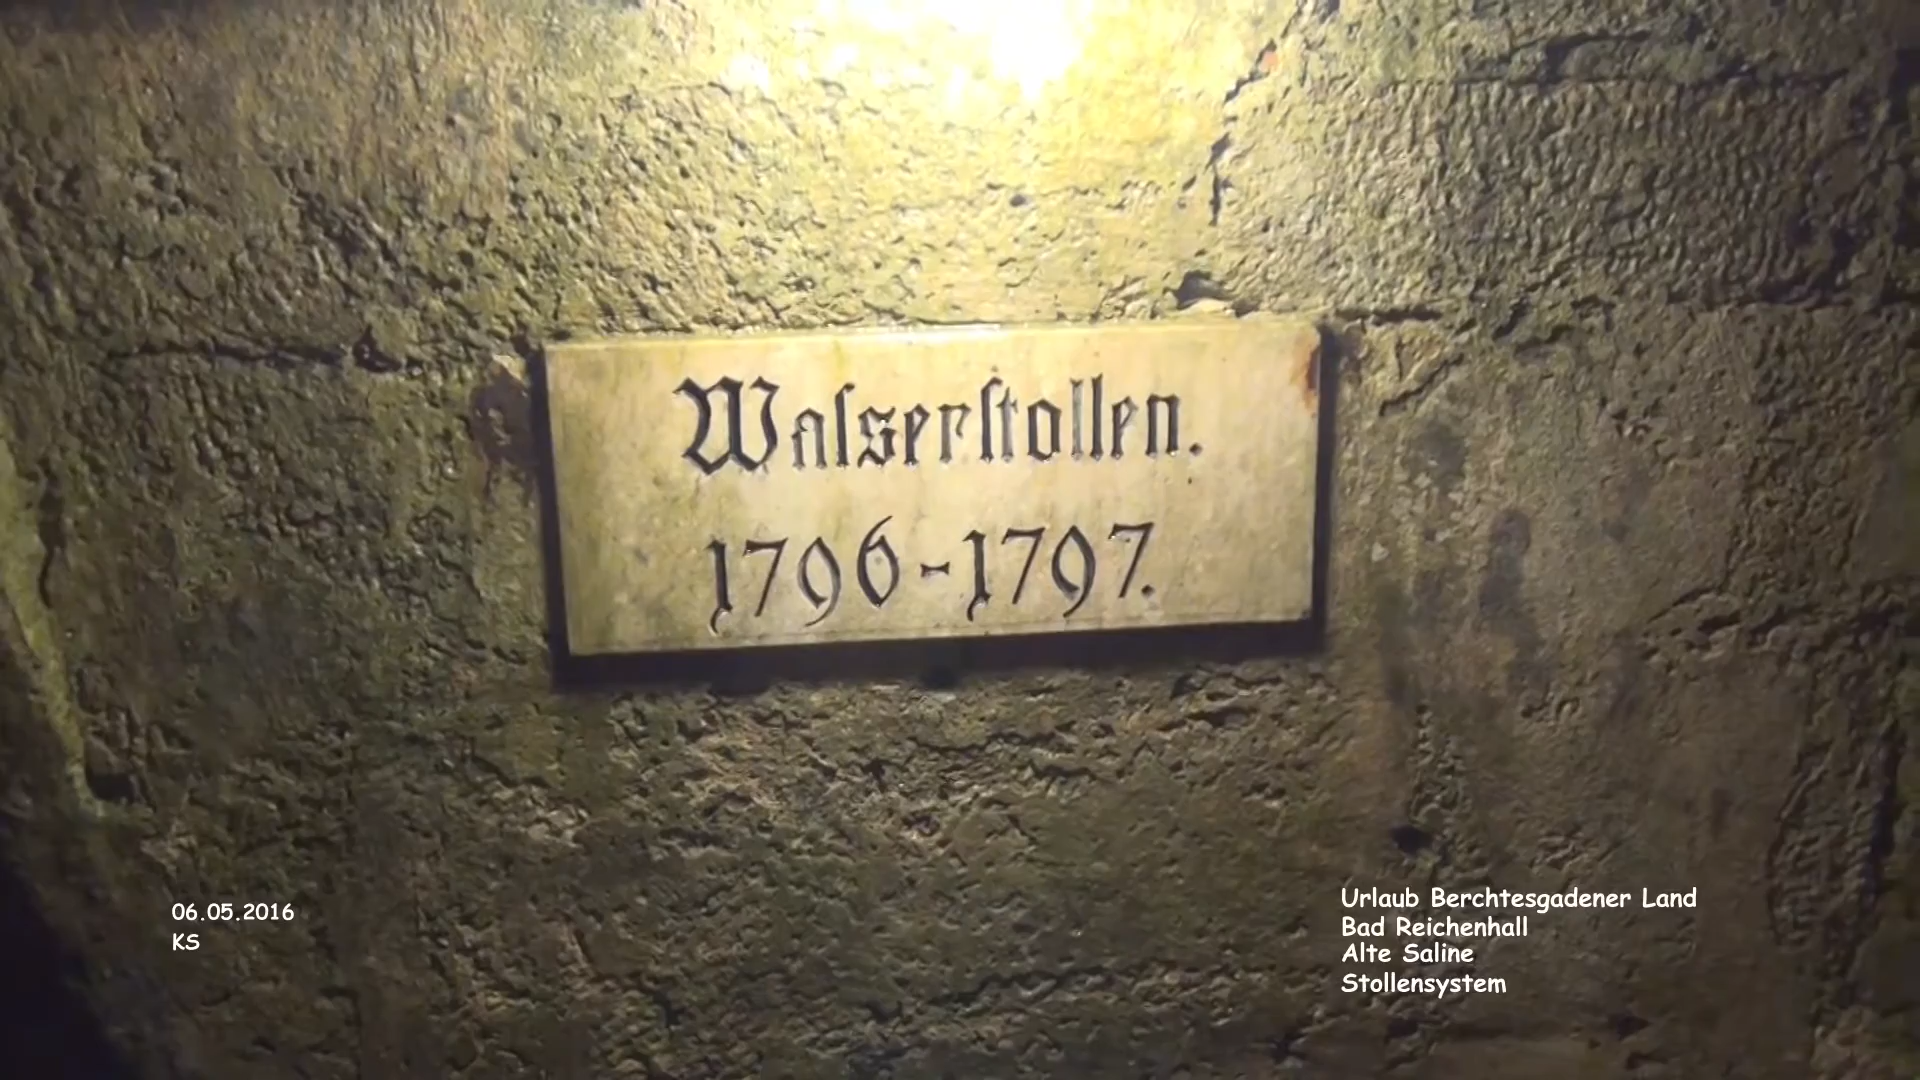 Waſserſtollen.
1796-1797.
06.05.2016
KS
Urlaub Berchtesgadener Land
Bad Reichenhall
Alte Saline
Stollensystem